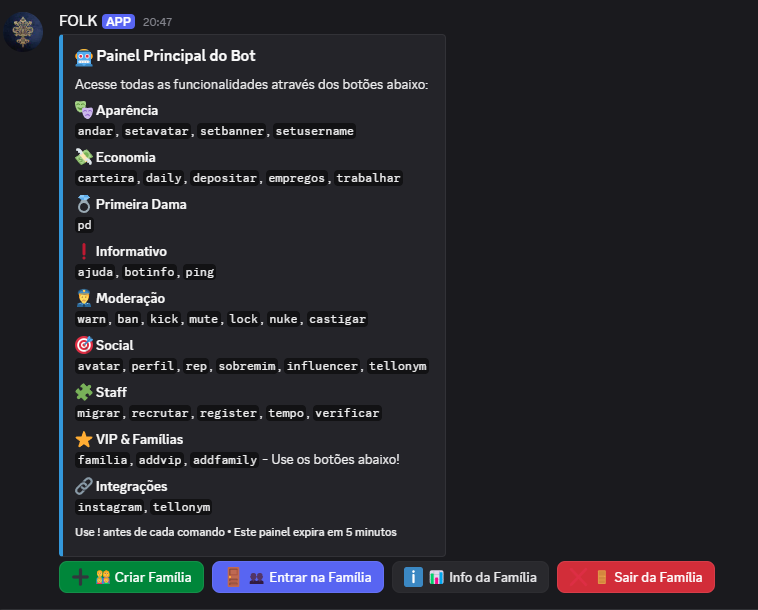 FOLK APP 20:47
Painel Principal do Bot
Acesse todas as funcionalidades através dos botões abaixo:
Aparência
andar, setavatar, setbanner, setusername
Economia
carteira, daily, depositar, empregos, trabalhar
Primeira Dama
pd
Informativo
ajuda, botinfo, ping
Moderação
warn, ban, kick, mute, lock, nuke, castigar
Social
avatar, perfil, rep, sobremim, influencer, tellonym
Staff
migrar, recrutar, register, tempo, verificar
VIP & Famílias
familia, addvip, addfamily - Use os botões abaixo!
Integrações
instagram, tellonym
Use ! antes de cada comando • Este painel expira em 5 minutos
Criar Família Entrar na Família Info da Família Sair da Família